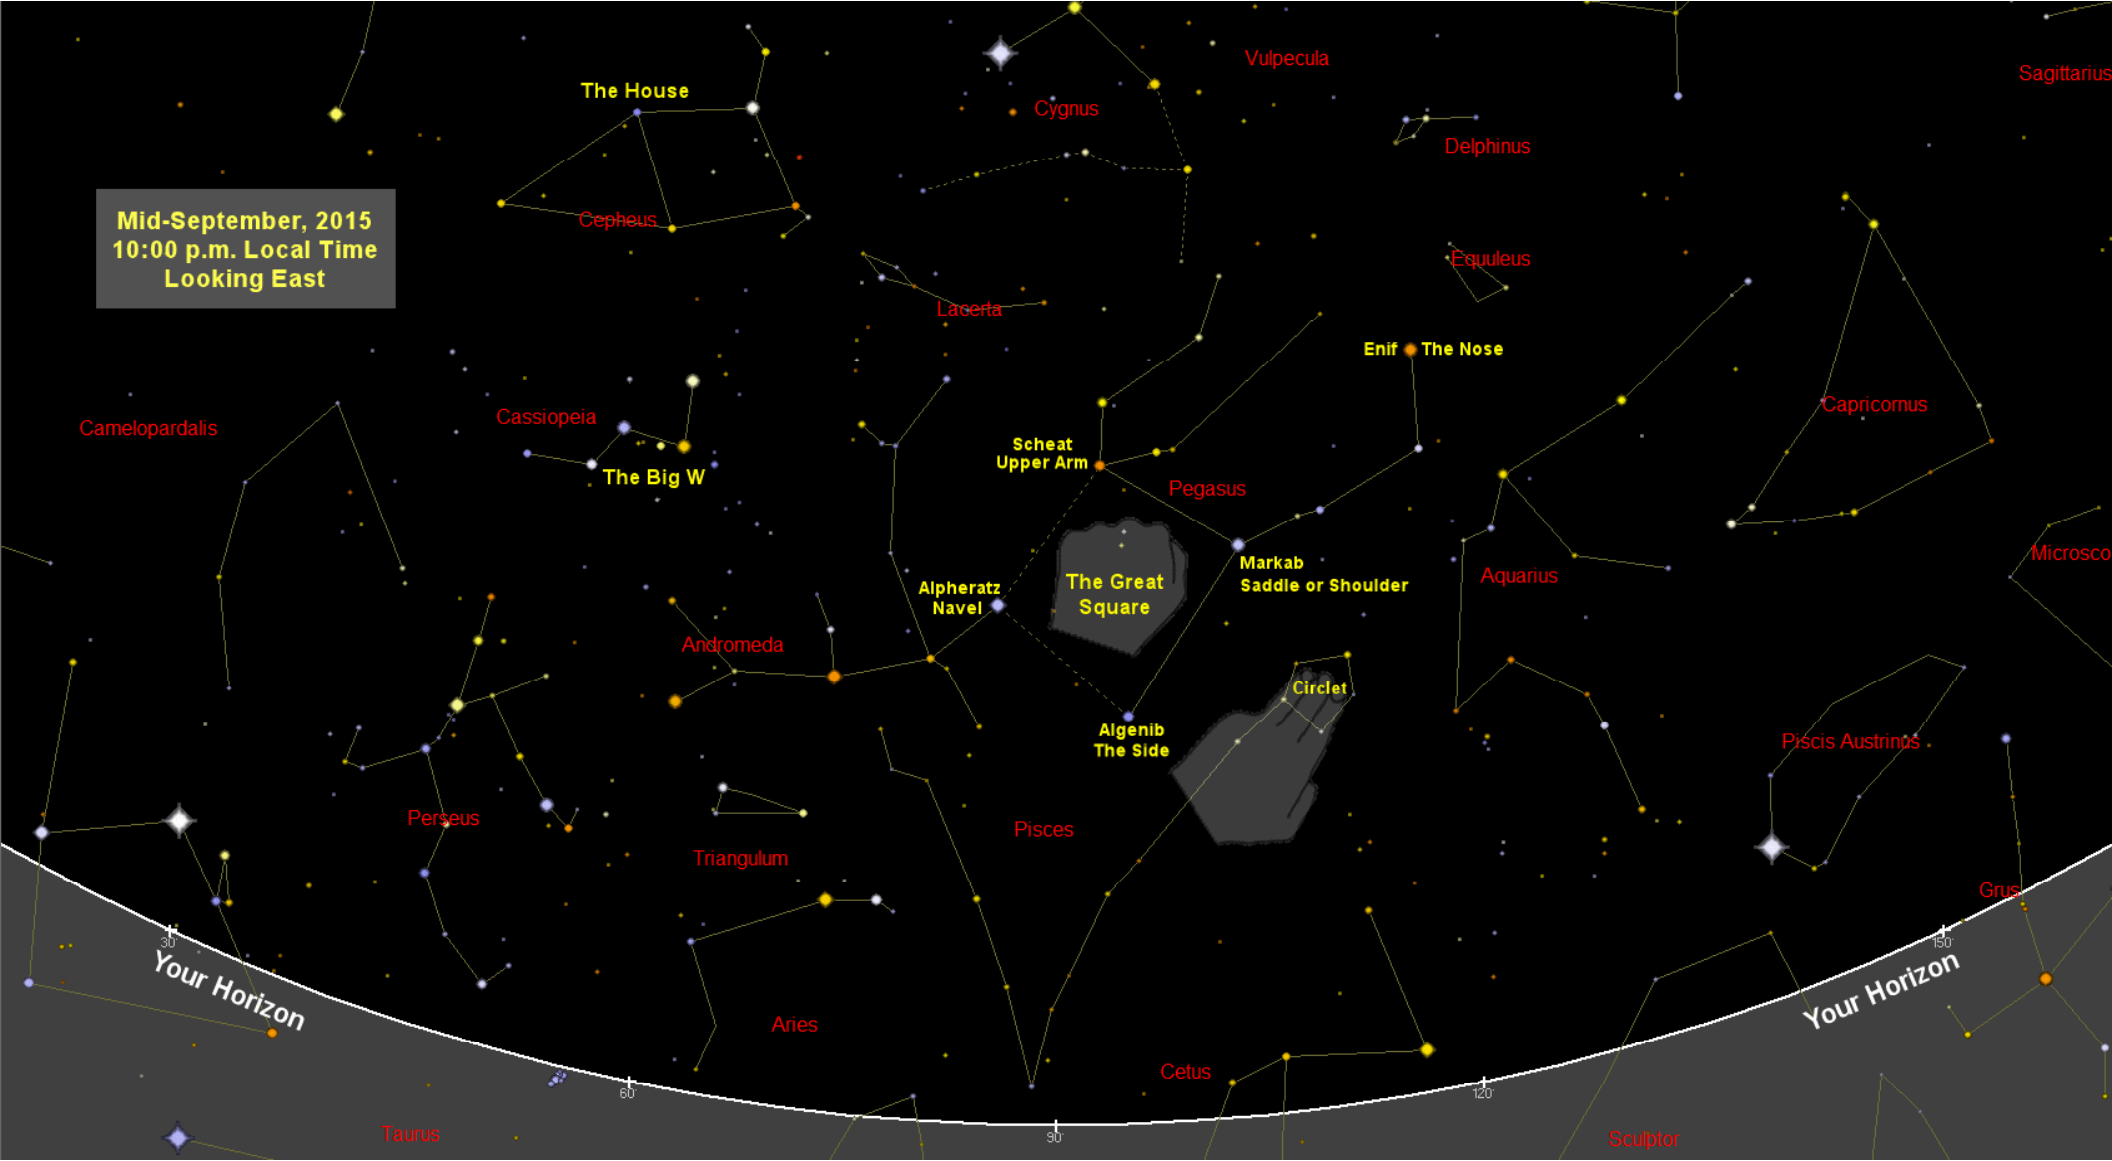 Vulpecula
Sagittarius
The House
Cygnus
Delphinus
Mid-September, 2015
10:00 p.m. Local Time
Looking East
Cepheus
Equuleus
Lacerta
Enif
The Nose
Camelopardalis
Cassiopeia
Capricornus
The Big W
Scheat
Upper Arm
Pegasus
Microsco
Markab
Saddle or Shoulder
Aquarius
The Great
Square
Alpheratz
Navel
Andromeda
Circlet
Algenib
The Side
Piscis Austrinus
Perseus
Pisces
Triangulum
Grus
30°
150°
Your Horizon
Your Horizon
Aries
Cetus
60°
120°
90°
Taurus
Sculptor